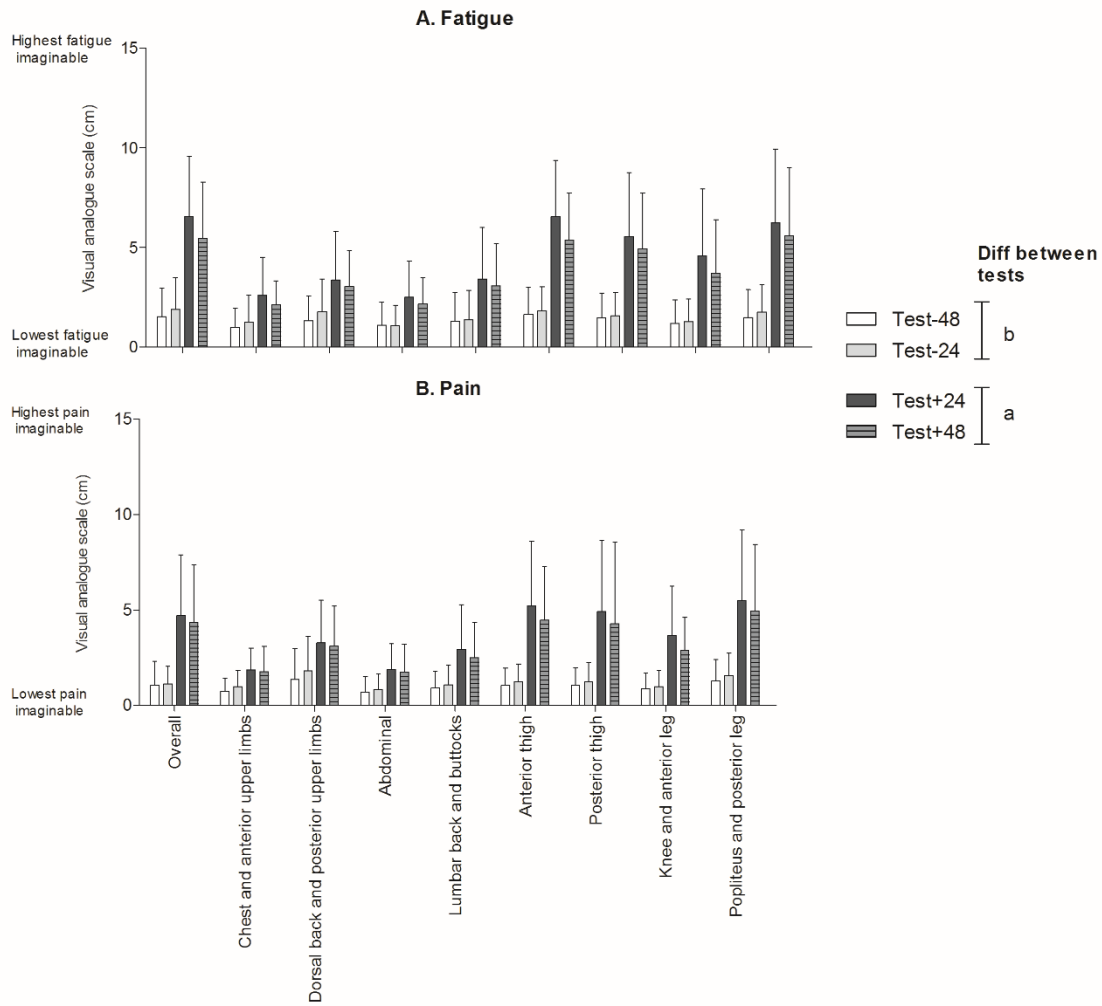 A. Fatigue
Highest fatigue
imaginable
15
10
5
0
Visual analogue scale (cm)
Lowest fatigue
imaginable
Diff between
tests
Test-48
Test-24
b
Test+24
Test+48
a
B. Pain
Highest pain
imaginable
15
10
5
0
Visual analogue scale (cm)
Lowest pain
imaginable
Overall
Chest and anterior upper limbs
Dorsal back and posterior upper limbs
Abdominal
Lumbar back and buttocks
Anterior thigh
Posterior thigh
Knee and anterior leg
Popliteus and posterior leg